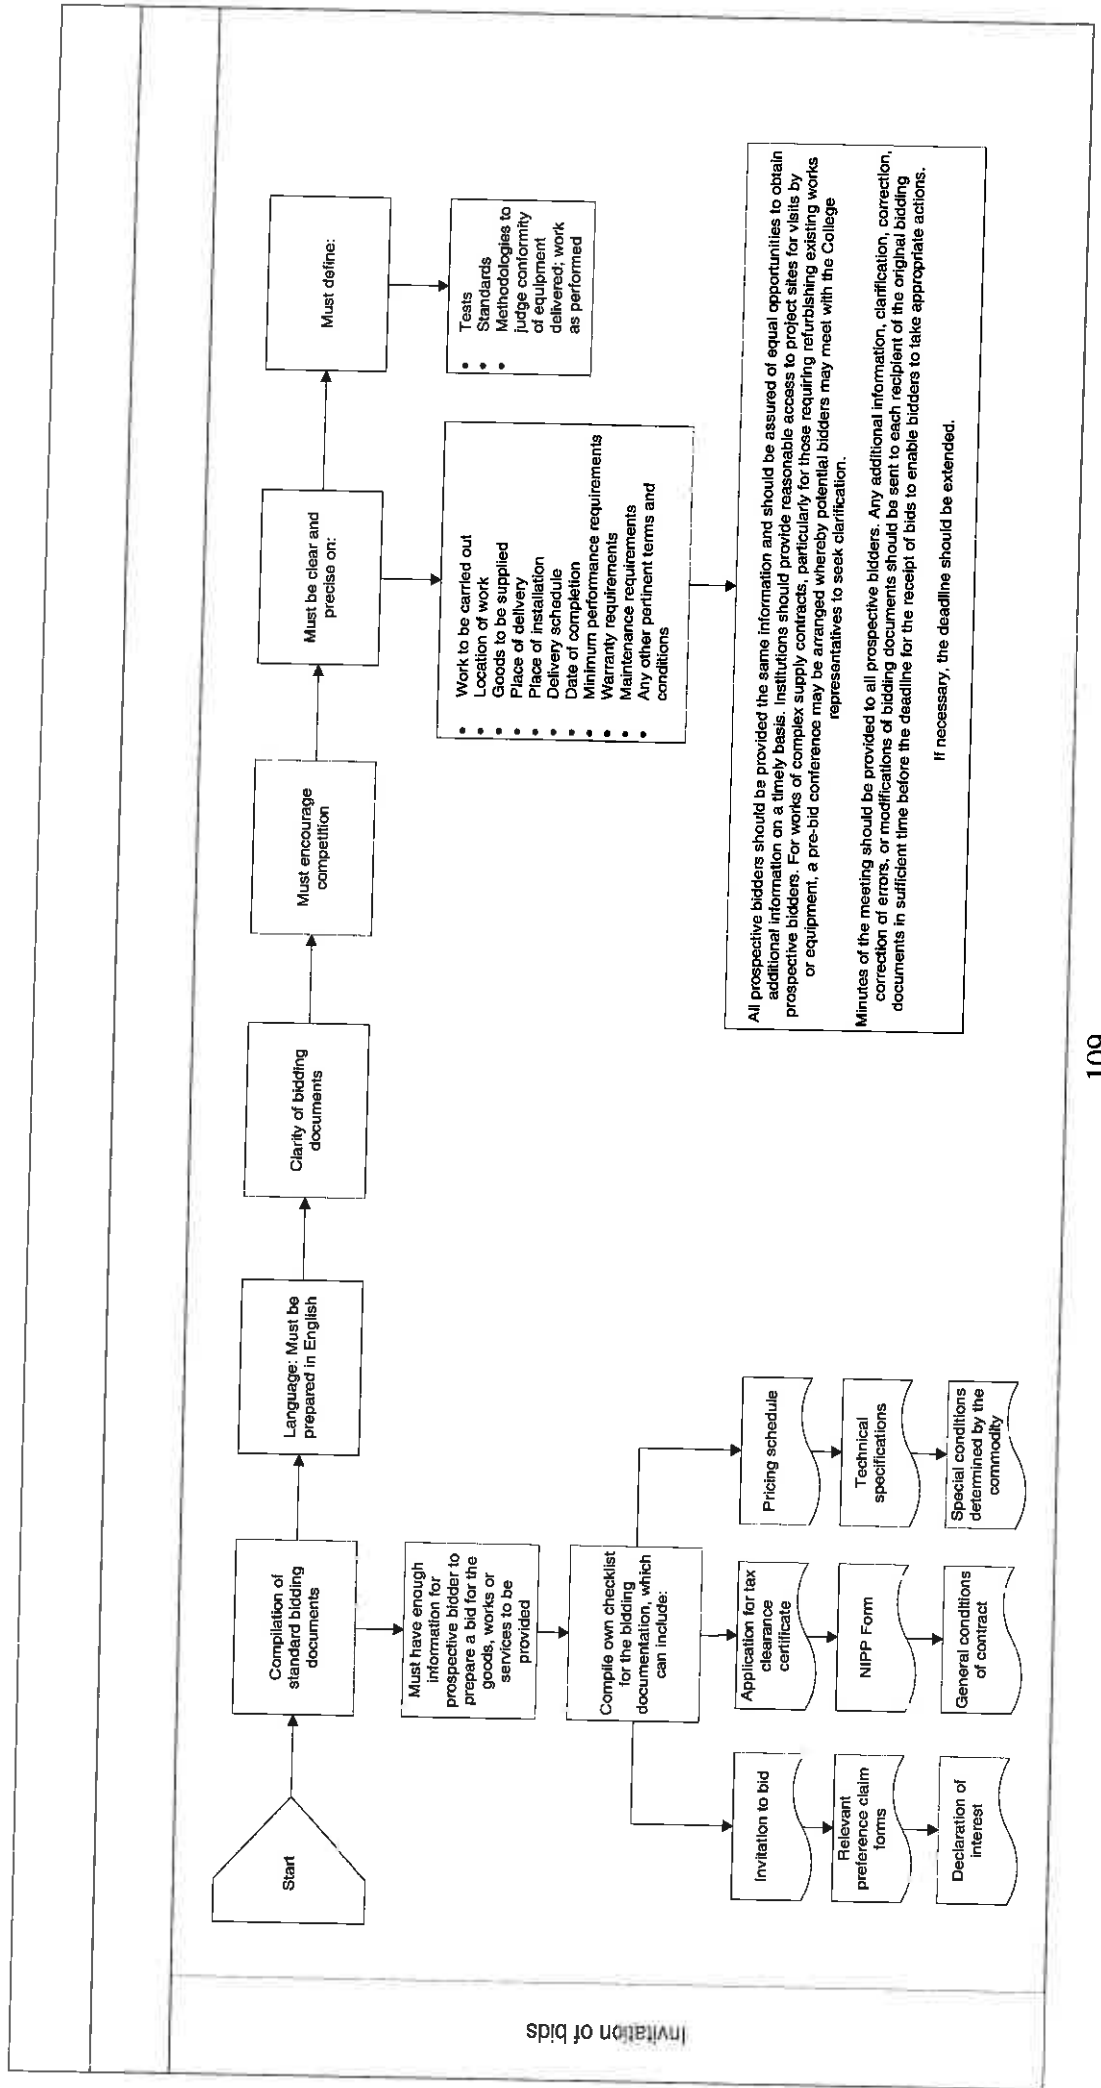 Invitation of bids
Start
Compilation of
standard bidding
documents
Language: Must be
prepared in English
Clarity of bidding
documents
Must encourage
competition
Must be clear and
precise on:
Must define:
Must have enough
information for
prospective bidder to
prepare a bid for the
goods, works or
services to be
provided
Compile own checklist
for the bidding
documentation, which
can include:
Invitation to bid
Relevant
preference claim
forms
Declaration of
interest
Application for tax
clearance
certificate
NIPP Form
General conditions
of contract
Pricing schedule
Technical
specifications
Special conditions
determined by the
commodity
• Work to be carried out
• Location of work
• Goods to be supplied
• Place of delivery
• Place of installation
• Delivery schedule
• Date of completion
• Minimum performance requirements
• Warranty requirements
• Maintenance requirements
• Any other pertinent terms and
conditions
• Tests
• Standards
• Methodologies to
judge conformity
of equipment
delivered; work
as performed
All prospective bidders should be provided the same information and should be assured of equal opportunities to obtain
additional information on a timely basis. Institutions should provide reasonable access to project sites for visits by
prospective bidders. For works of complex supply contracts, particularly for those requiring refurbishing existing works
or equipment, a pre-bid conference may be arranged whereby potential bidders may meet with the College
representatives to seek clarification.
Minutes of the meeting should be provided to all prospective bidders. Any additional information, clarification, correction,
correction of errors, or modifications of bidding documents should be sent to each recipient of the original bidding
documents in sufficient time before the deadline for the receipt of bids to enable bidders to take appropriate actions.
If necessary, the deadline should be extended.
109